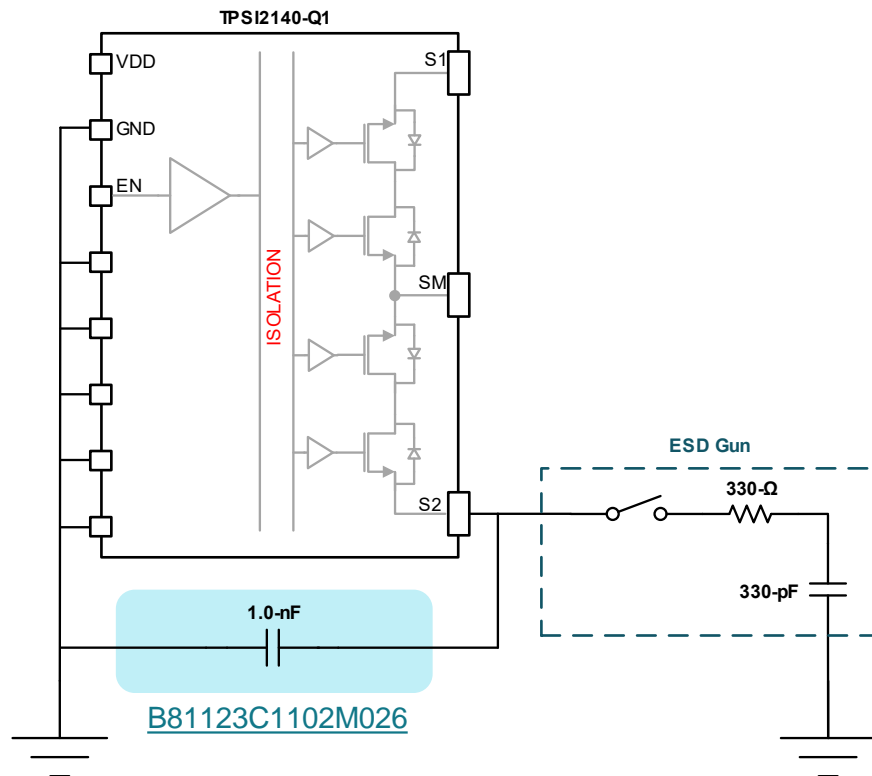 TPSI2140-Q1
VDD
S1
GND
EN
ISOLATION
SM
ESD Gun
S2
330-Ω
330-pF
1.0-nF
B81123C1102M026